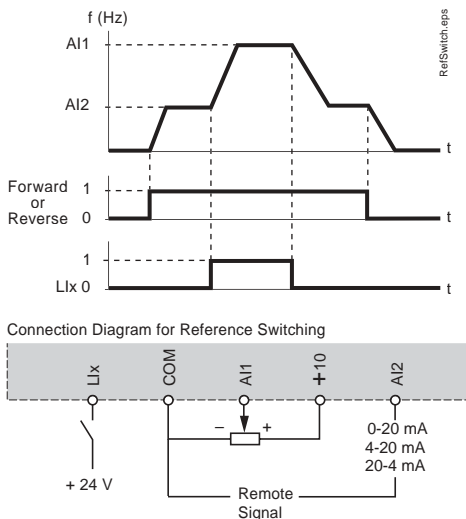 f (Hz)
AI1
AI2
t
RefSwitch.eps
Forward
or
Reverse
1
0
t
1
LIx 0
t
Connection Diagram for Reference Switching
LIx
COM
AI1
+10
AI2
– +
0-20 mA
4-20 mA
20-4 mA
+ 24 V
Remote
Signal